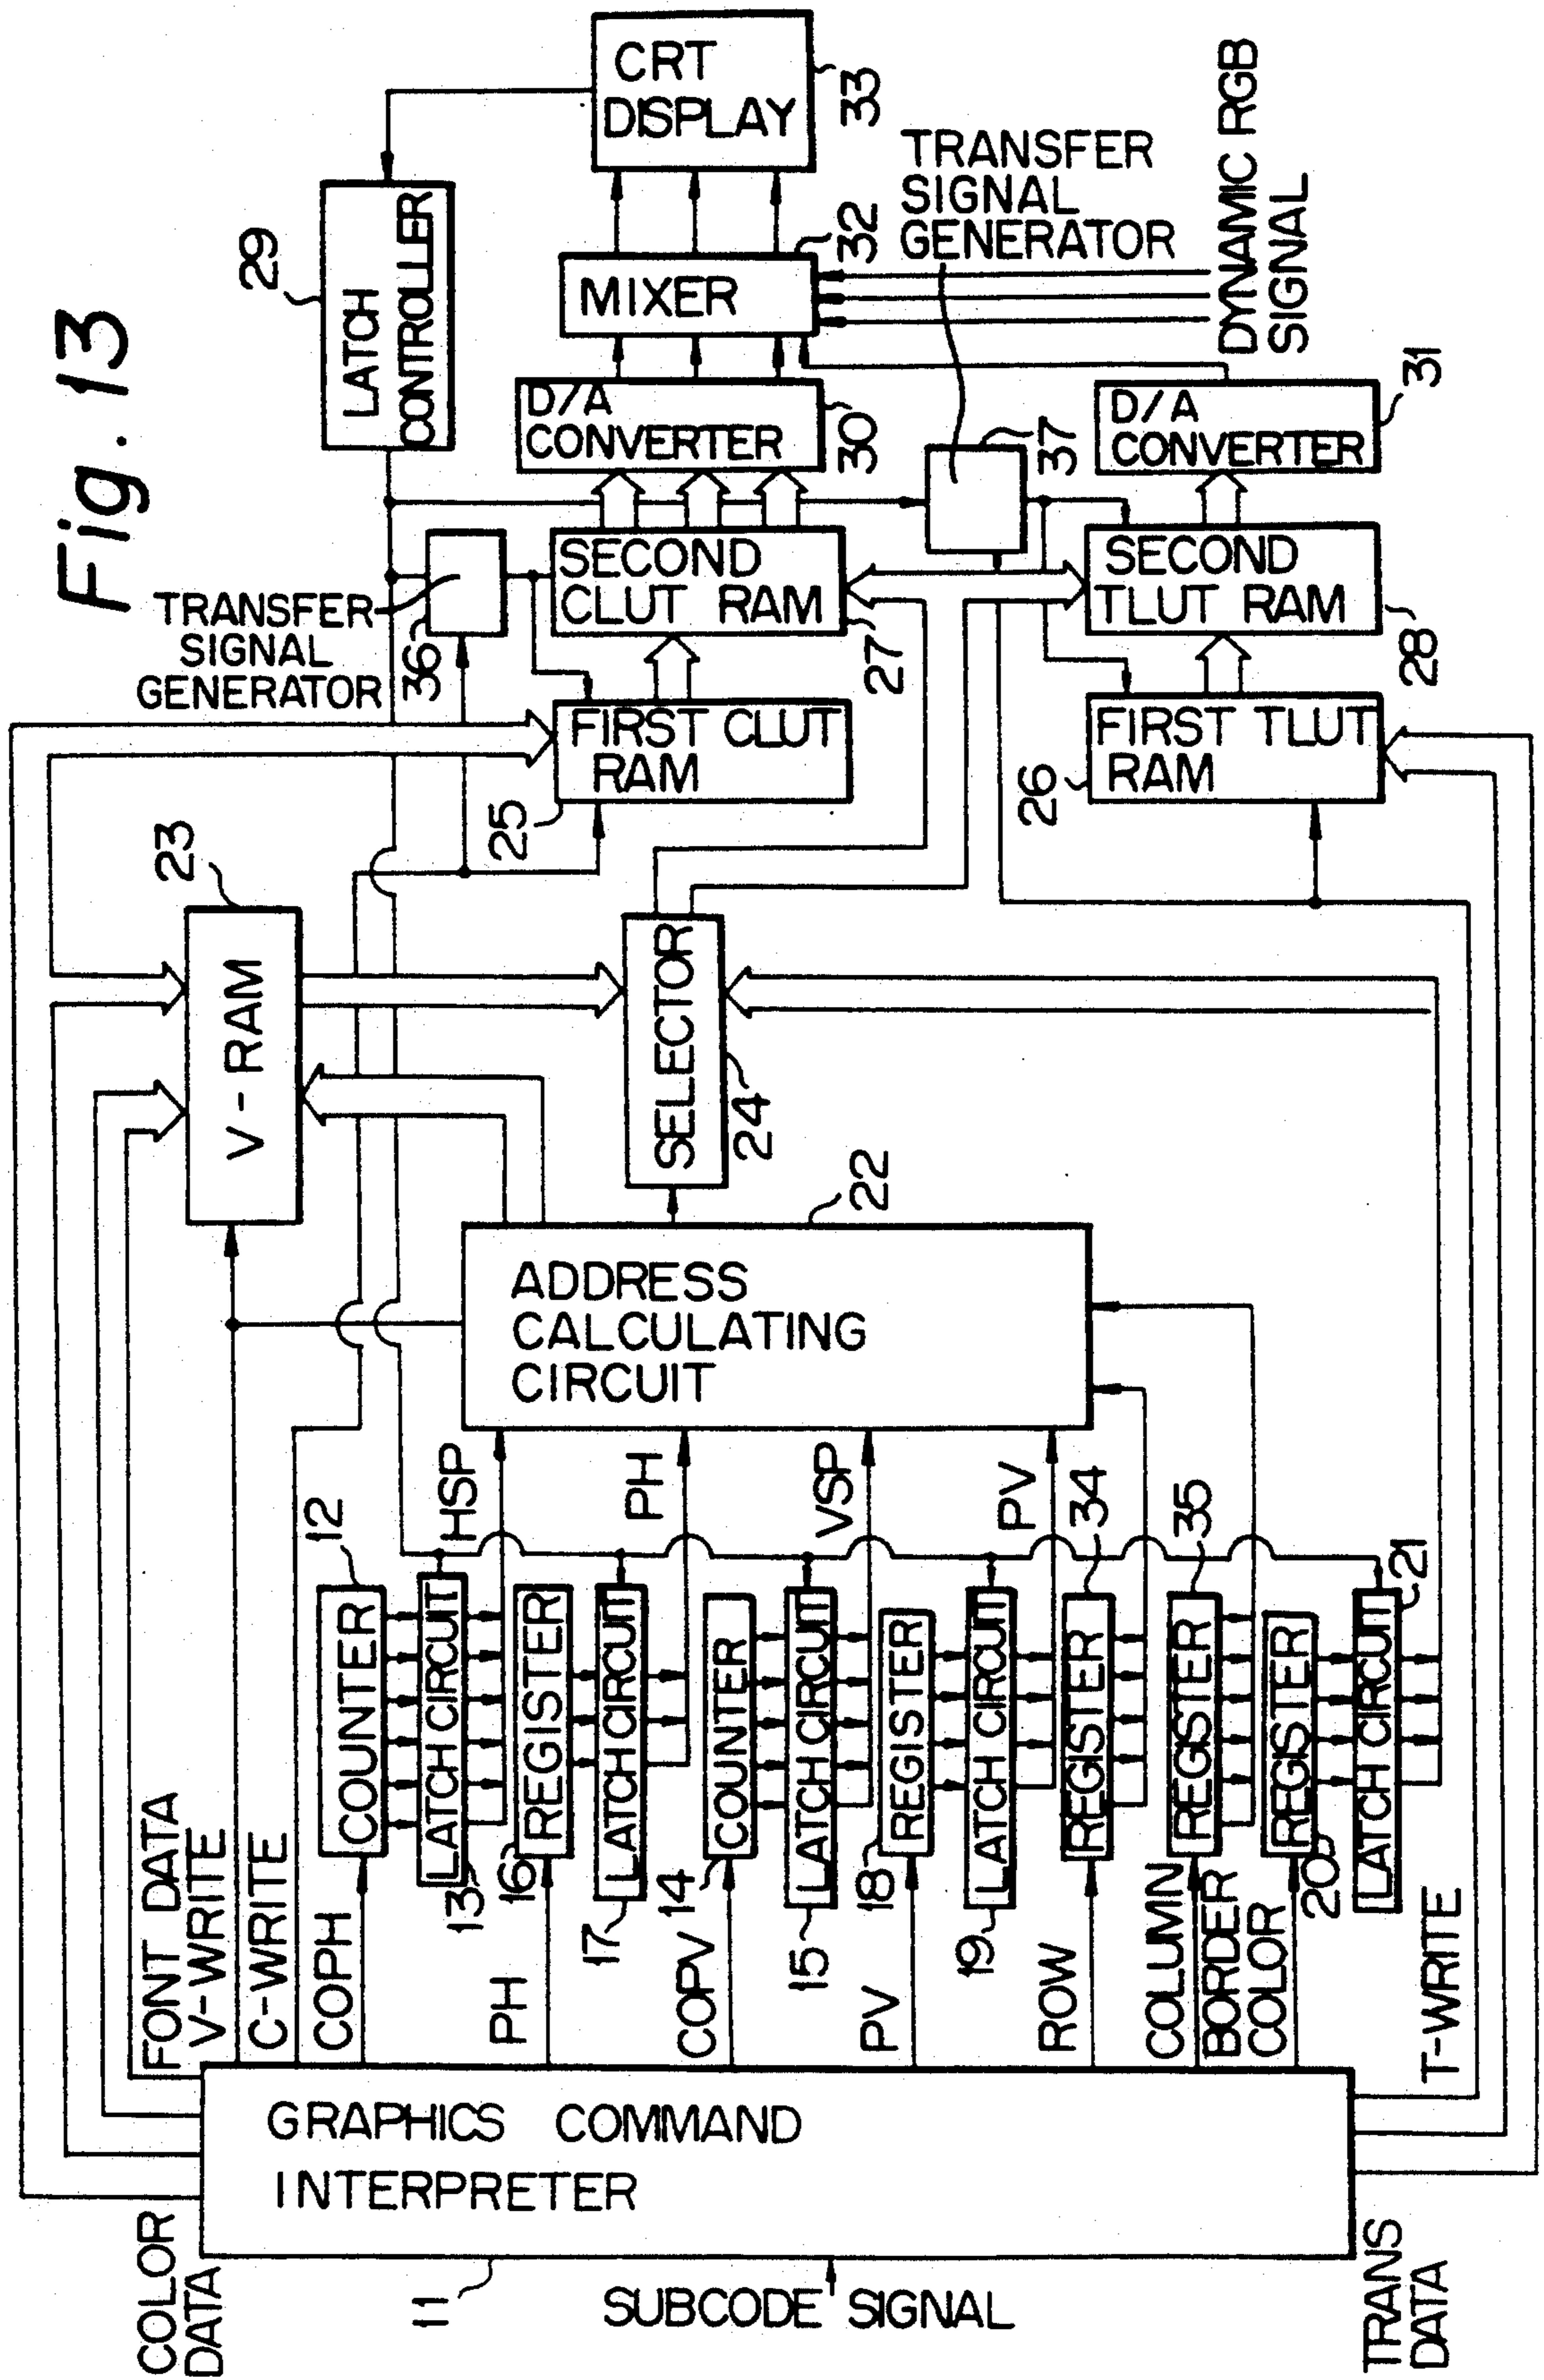 Fig. 13
COLOR
DATA
FONT DATA
V-WRITE
C-WRITE
COPH
PH
COPV
PV
ROW
COLUMN
BORDER
COLOR
T-WRITE
TRANS
DATA
SUBCODE SIGNAL
11
GRAPHICS COMMAND
INTERPRETER
12
COUNTER
LATCH CIRCUIT
13
HSP
16
REGISTER
LATCH CIRCUIT
17
PH
14
COUNTER
LATCH CIRCUIT
15
VSP
18
REGISTER
LATCH CIRCUIT
19
PV
REGISTER
34
REGISTER
35
REGISTER
20
LATCH CIRCUIT
21
ADDRESS
CALCULATING
CIRCUIT
22
V-RAM
23
SELECTOR
24
FIRST CLUT
RAM
25
FIRST TLUT
RAM
26
TRANSFER
SIGNAL
GENERATOR
36
SECOND
CLUT RAM
27
SECOND
TLUT RAM
28
LATCH
CONTROLLER
29
D/A
CONVERTER
30
D/A
CONVERTER
31
TRANSFER
SIGNAL
GENERATOR
37
MIXER
32
CRT
DISPLAY
33
DYNAMIC RGB
SIGNAL